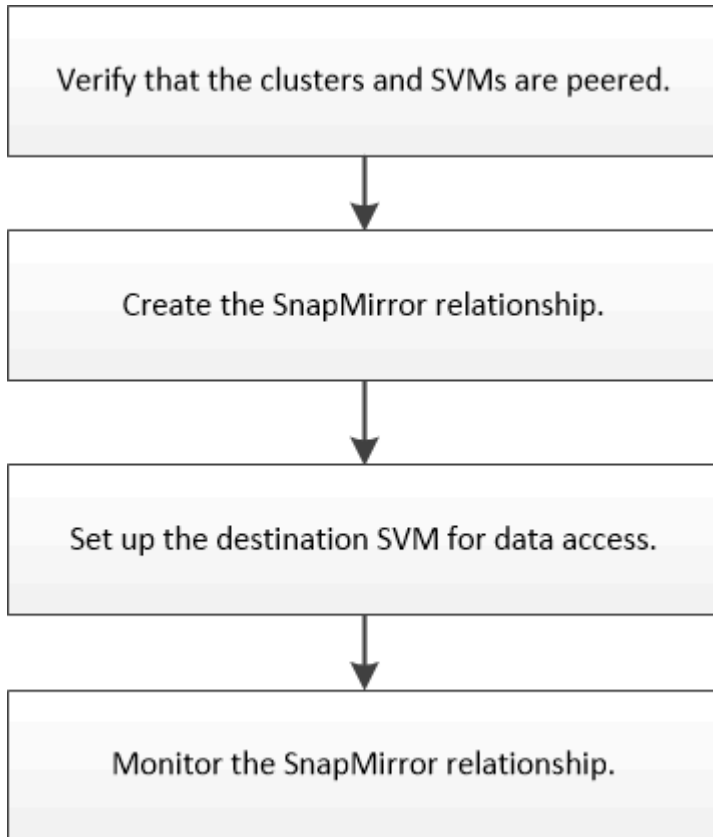 Verify that the clusters and SVMs are peered.
Create the SnapMirror relationship.
Set up the destination SVM for data access.
Monitor the SnapMirror relationship.